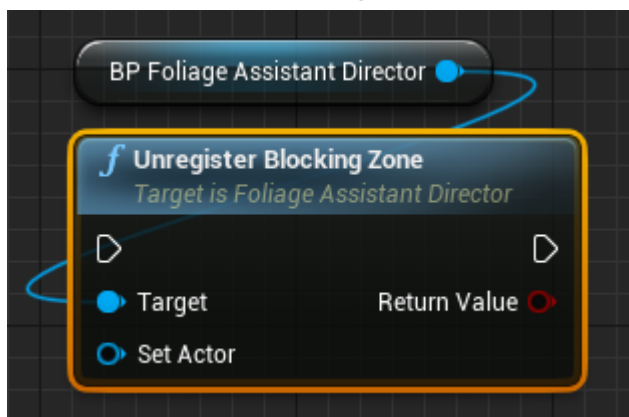 BP Foliage Assistant Director
f Unregister Blocking Zone
Target is Foliage Assistant Director
Target Return Value
Set Actor